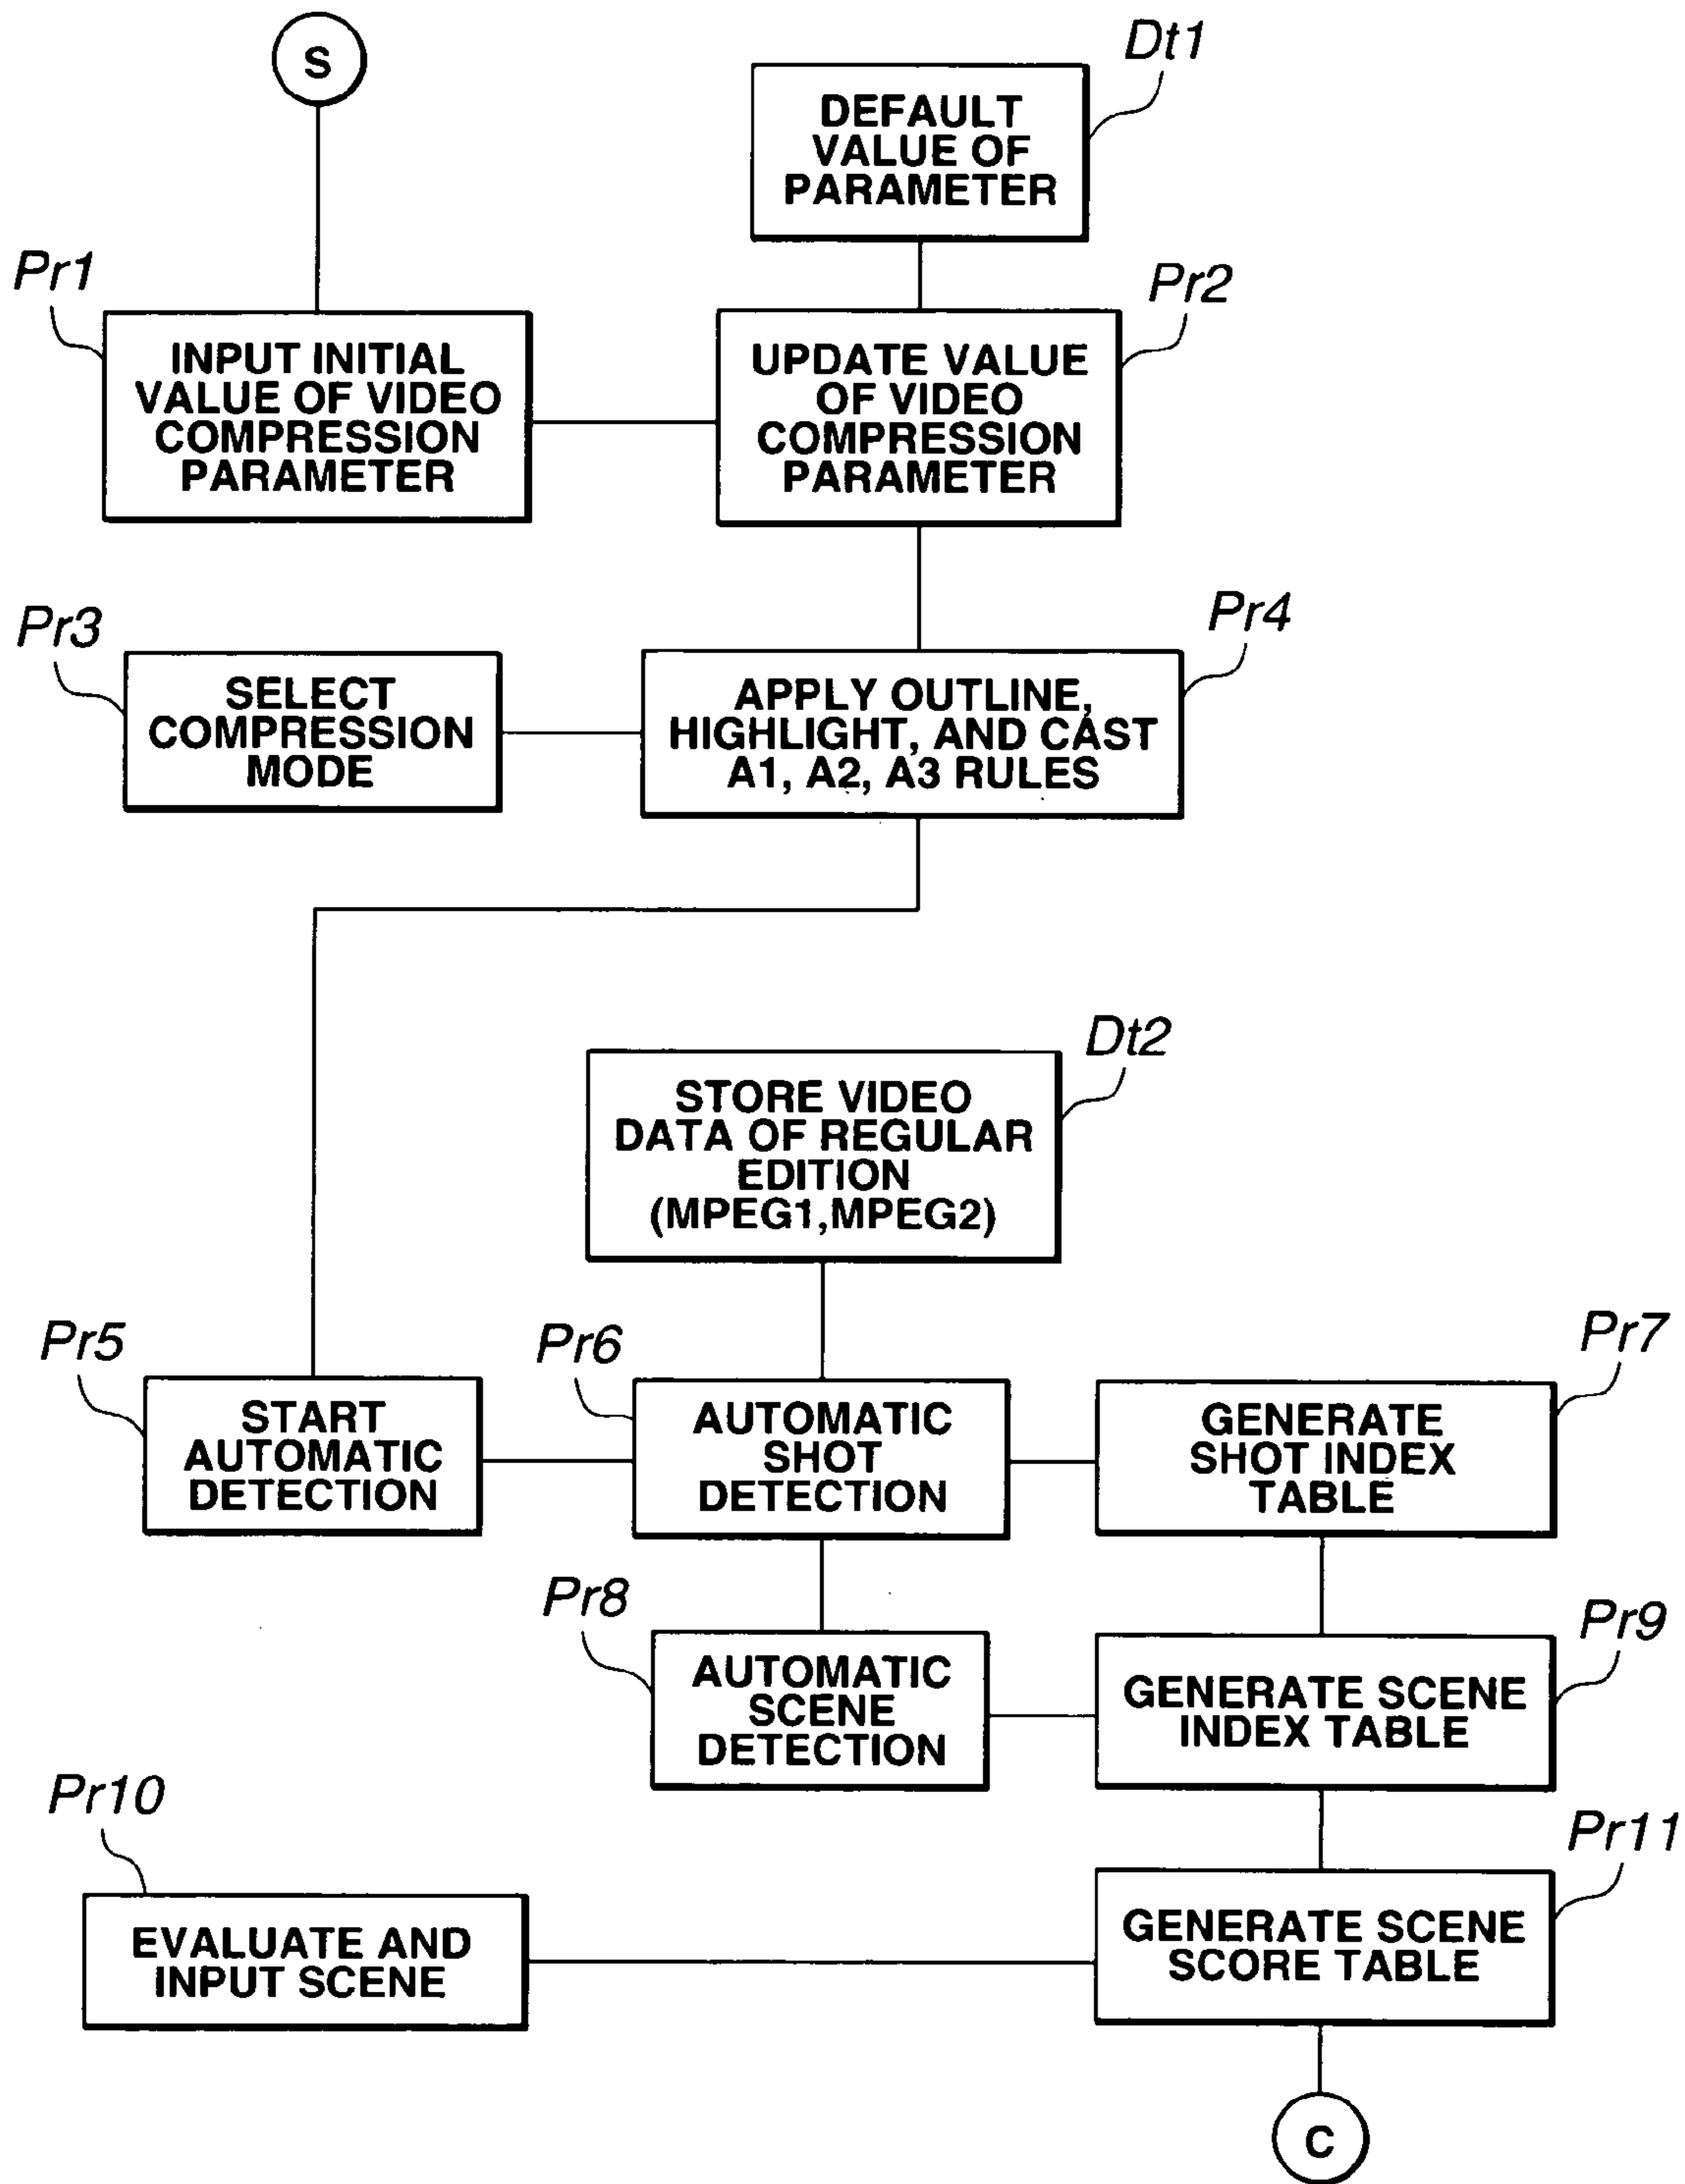 S
Dt1
DEFAULT
VALUE OF
PARAMETER
Pr1
INPUT INITIAL
VALUE OF VIDEO
COMPRESSION
PARAMETER
Pr2
UPDATE VALUE
OF VIDEO
COMPRESSION
PARAMETER
Pr3
SELECT
COMPRESSION
MODE
Pr4
APPLY OUTLINE,
HIGHLIGHT, AND CAST
A1, A2, A3 RULES
Dt2
STORE VIDEO
DATA OF REGULAR
EDITION
(MPEG1,MPEG2)
Pr5
START
AUTOMATIC
DETECTION
Pr6
AUTOMATIC
SHOT
DETECTION
Pr7
GENERATE
SHOT INDEX
TABLE
Pr8
AUTOMATIC
SCENE
DETECTION
Pr9
GENERATE SCENE
INDEX TABLE
Pr10
EVALUATE AND
INPUT SCENE
Pr11
GENERATE SCENE
SCORE TABLE
C